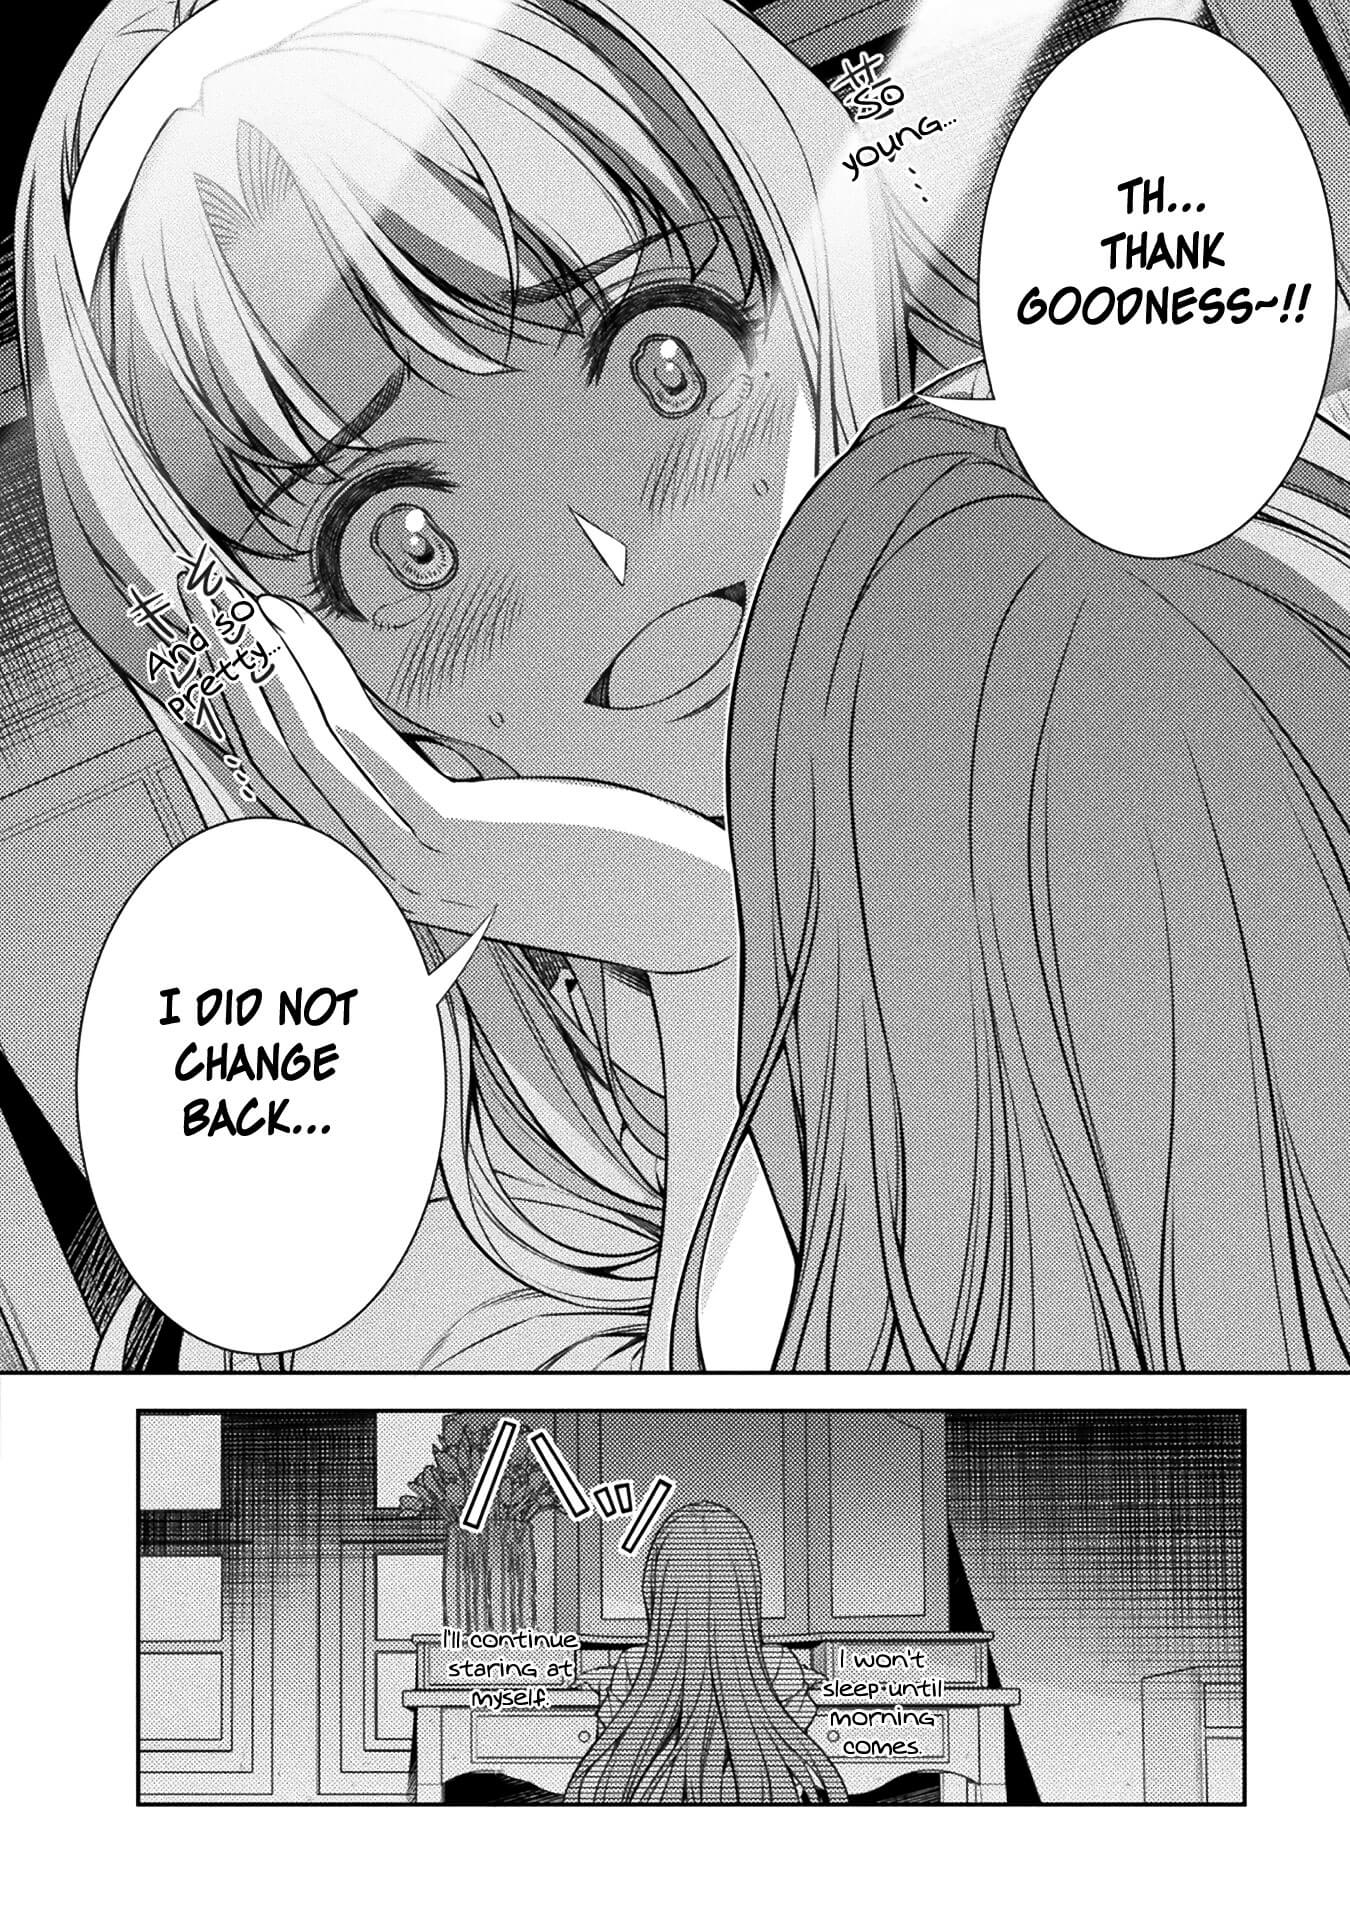 TH...
THANK
GOODNESS~!!
SO
young...
And so
pretty...
I DID NOT
CHANGE
BACK...
I won't
sleep until
morning
comes.
I'll continue
staring at
myself.